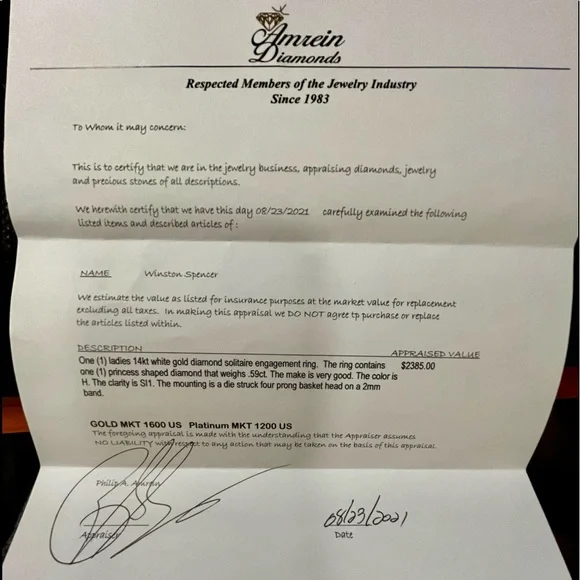 Amrein
Diamonds
Respected Members of the Jewelry Industry
Since 1983
To Whom it may concern:
This is to certify that we are in the jewelry business, appraising diamonds, jewelry
and precious stones of all descriptions.
We herewith certify that we have this day 08/23/2021 carefully examined the following
listed items and described articles of :
NAME Winston Spencer
We estimate the value as listed for insurance purposes at the market value for replacement
excluding all taxes. In making this appraisal we DO NOT agree tp purchase or replace
the articles listed within.
DESCRIPTION APPRAISED VALUE
One (1) ladies 14kt white gold diamond solitaire engagement ring. The ring contains $2385.00
one (1) princess shaped diamond that weighs .59ct. The make is very good. The color is
H. The clarity is SI1. The mounting is a die struck four prong basket head on a 2mm
band.
GOLD MKT 1600 US Platinum MKT 1200 US
The foregoing appraisal is made with the understanding that the Appraiser assumes
NO LIABILITY with respect to any action that may be taken on the basis of this appraisal.
Philip A. Amrein
08/23/2021
Appraiser Date